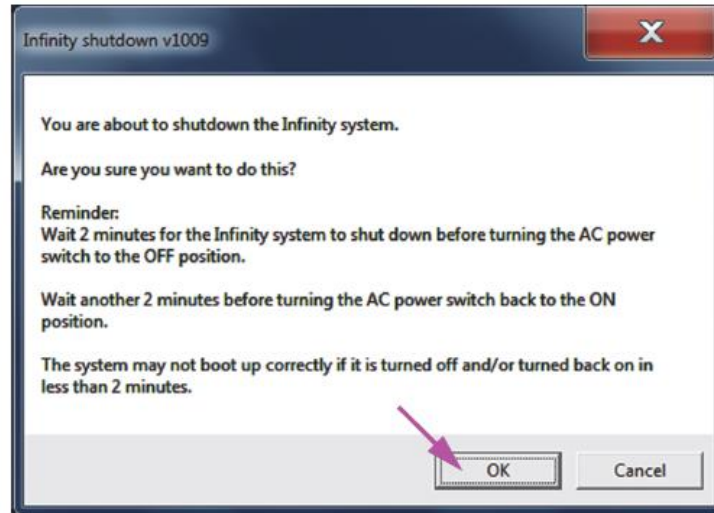 Infinity shutdown v1009
You are about to shutdown the Infinity system.
Are you sure you want to do this?
Reminder:
Wait 2 minutes for the Infinity system to shut down before turning the AC power
switch to the OFF position.
Wait another 2 minutes before turning the AC power switch back to the ON
position.
The system may not boot up correctly if it is turned off and/or turned back on in
less than 2 minutes.
OK
Cancel